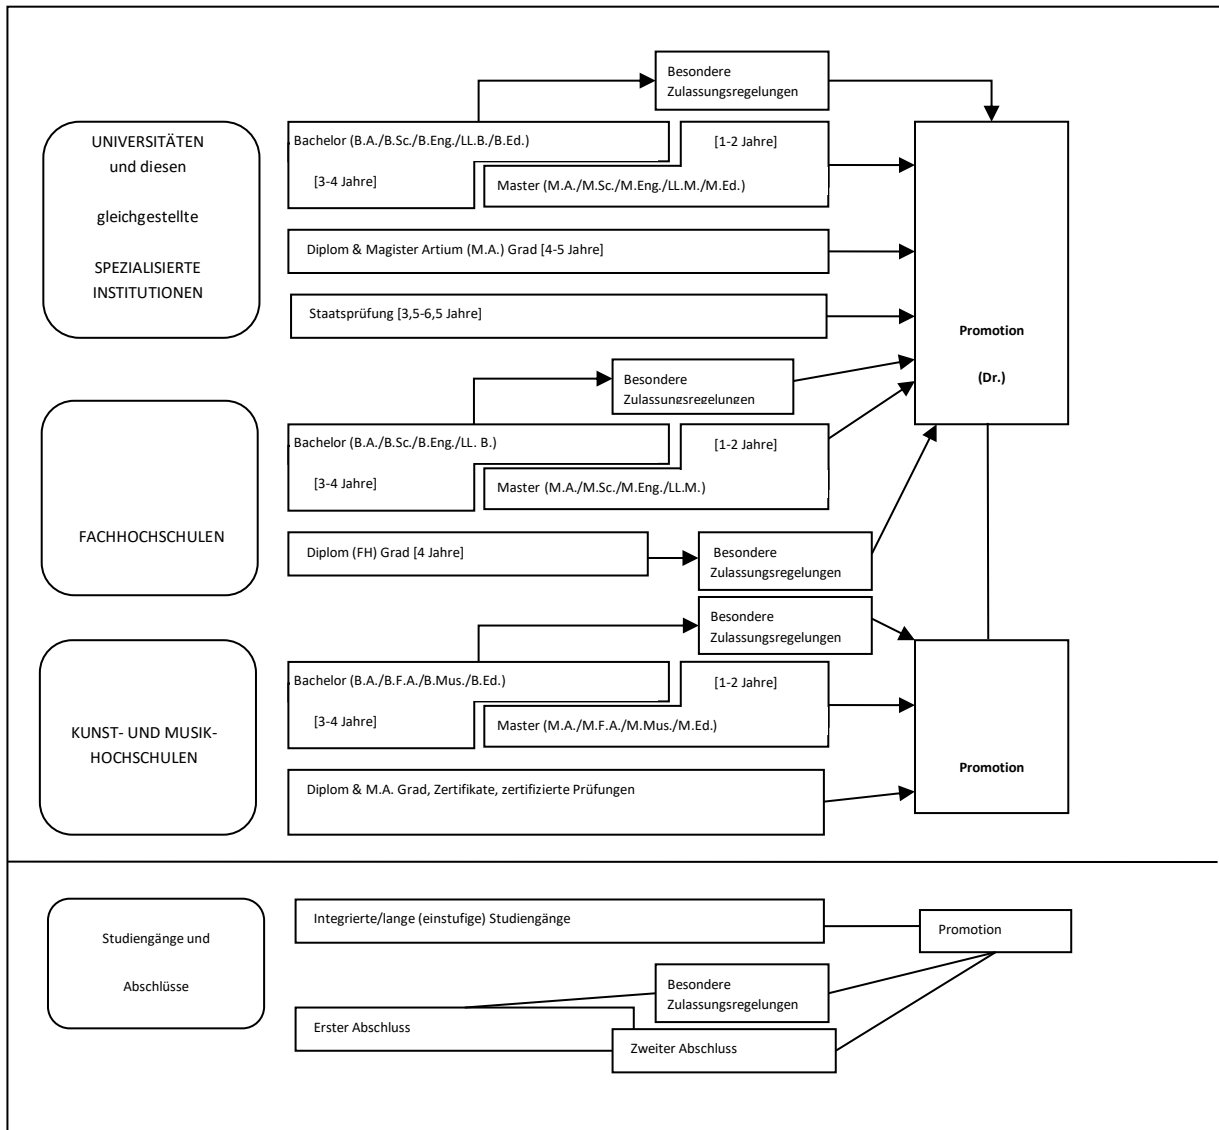 Besondere
Zulassungsregelungen
UNIVERSITÄTEN
und diesen
gleichgestellte
SPEZIALISIERTE
INSTITUTIONEN
Bachelor (B.A./B.Sc./B.Eng./LL.B./B.Ed.)
[3-4 Jahre]
[1-2 Jahre]
Master (M.A./M.Sc./M.Eng./LL.M./M.Ed.)
Diplom & Magister Artium (M.A.) Grad [4-5 Jahre]
Staatsprüfung [3,5-6,5 Jahre]
Promotion
(Dr.)
Besondere
Zulassungsregelungen
FACHHOCHSCHULEN
Bachelor (B.A./B.Sc./B.Eng./LL. B.)
[3-4 Jahre]
[1-2 Jahre]
Master (M.A./M.Sc./M.Eng./LL.M.)
Diplom (FH) Grad [4 Jahre]
Besondere
Zulassungsregelungen
Besondere
Zulassungsregelungen
KUNST- UND MUSIK-
HOCHSCHULEN
Bachelor (B.A./B.F.A./B.Mus./B.Ed.)
[3-4 Jahre]
[1-2 Jahre]
Master (M.A./M.F.A./M.Mus./M.Ed.)
Diplom & M.A. Grad, Zertifikate, zertifizierte Prüfungen
Promotion
Studiengänge und
Abschlüsse
Integrierte/lange (einstufige) Studiengänge
Promotion
Besondere
Zulassungsregelungen
Erster Abschluss
Zweiter Abschluss